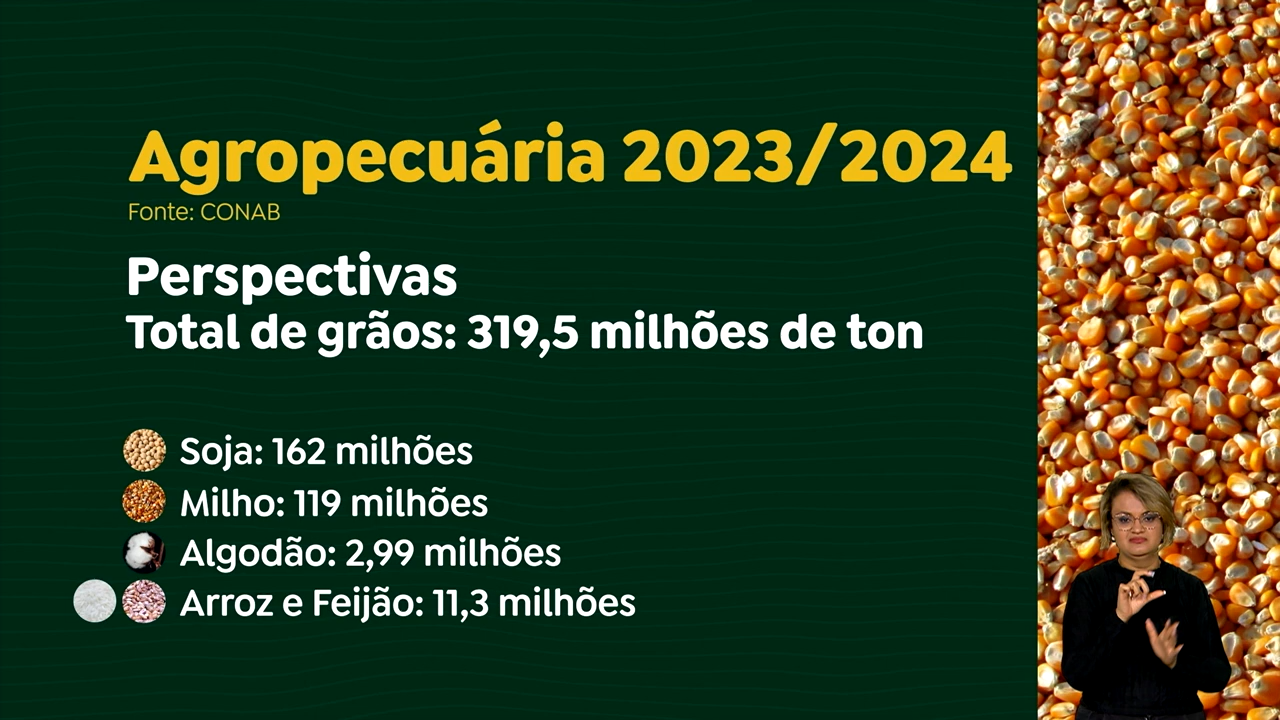 Agropecuária 2023/2024
Fonte: CONAB
Perspectivas
Total de grãos: 319,5 milhões de ton
Soja: 162 milhões
Milho: 119 milhões
Algodão: 2,99 milhões
Arroz e Feijão: 11,3 milhões